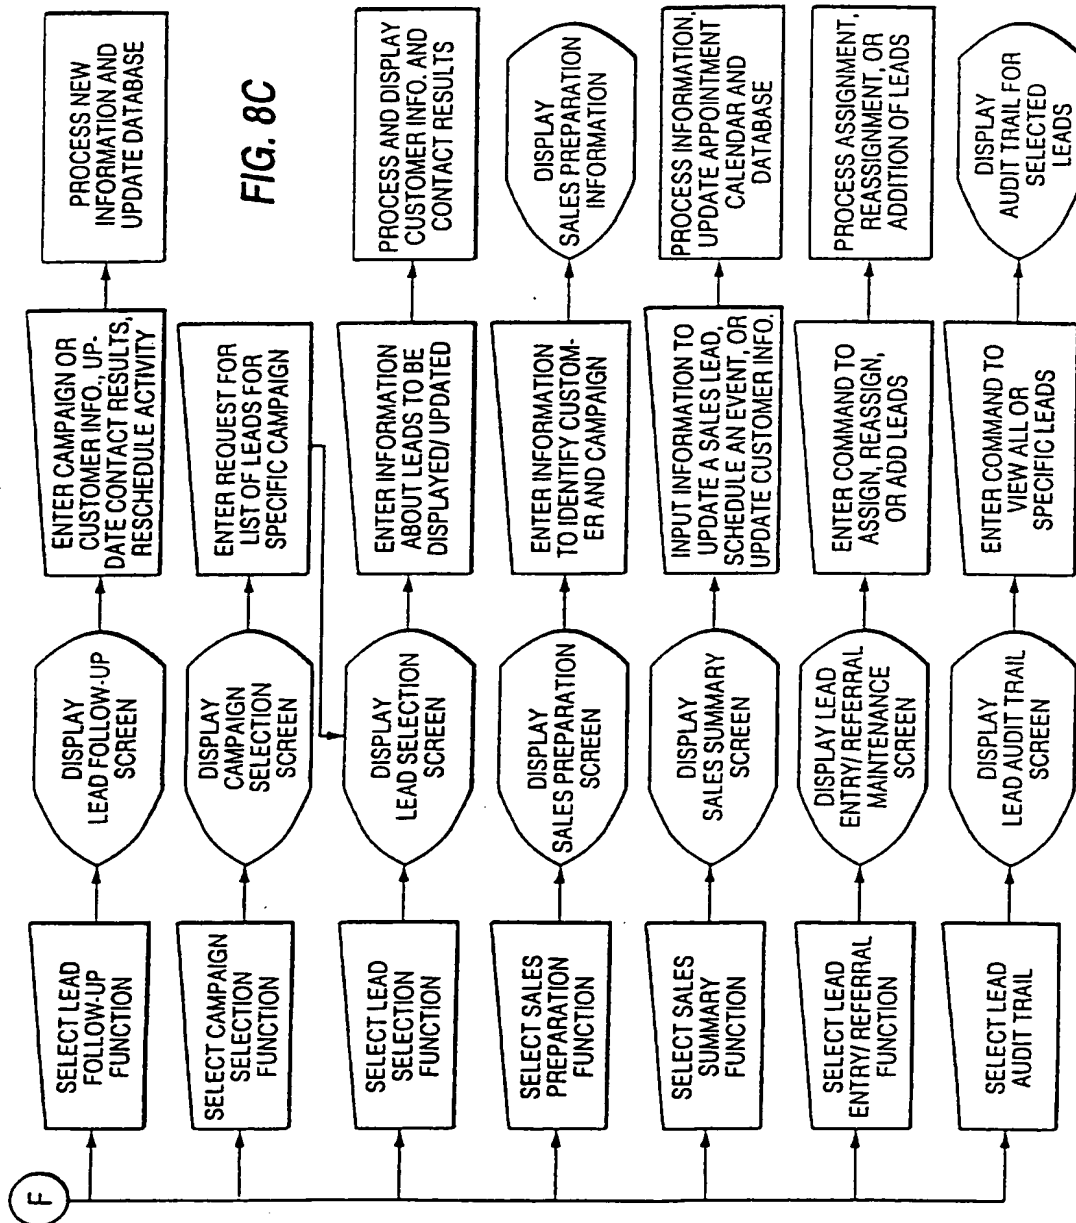 F
SELECT LEAD
FOLLOW-UP
FUNCTION
DISPLAY
LEAD FOLLOW-UP
SCREEN
ENTER CAMPAIGN OR
CUSTOMER INFO., UP-
DATE CONTACT RESULTS,
RESCHEDULE ACTIVITY
PROCESS NEW
INFORMATION AND
UPDATE DATABASE
SELECT CAMPAIGN
SELECTION
FUNCTION
DISPLAY
CAMPAIGN
SELECTION
SCREEN
ENTER REQUEST FOR
LIST OF LEADS FOR
SPECIFIC CAMPAIGN
FIG. 8C
SELECT LEAD
SELECTION
FUNCTION
DISPLAY
LEAD SELECTION
SCREEN
ENTER INFORMATION
ABOUT LEADS TO BE
DISPLAYED/ UPDATED
PROCESS AND DISPLAY
CUSTOMER INFO. AND
CONTACT RESULTS
SELECT SALES
PREPARATION
FUNCTION
DISPLAY
SALES PREPARATION
SCREEN
ENTER INFORMATION
TO IDENTIFY CUSTOM-
ER AND CAMPAIGN
DISPLAY
SALES PREPARATION
INFORMATION
SELECT SALES
SUMMARY
FUNCTION
DISPLAY
SALES SUMMARY
SCREEN
INPUT INFORMATION TO
UPDATE A SALES LEAD,
SCHEDULE AN EVENT, OR
UPDATE CUSTOMER INFO.
PROCESS INFORMATION,
UPDATE APPOINTMENT
CALENDAR AND
DATABASE
SELECT LEAD
ENTRY/REFERRAL
FUNCTION
DISPLAY LEAD
ENTRY/ REFERRAL
MAINTENANCE
SCREEN
ENTER COMMAND TO
ASSIGN, REASSIGN,
OR ADD LEADS
PROCESS ASSIGNMENT,
REASSIGNMENT, OR
ADDITION OF LEADS
SELECT LEAD
AUDIT TRAIL
DISPLAY
LEAD AUDIT TRAIL
SCREEN
ENTER COMMAND TO
VIEW ALL OR
SPECIFIC LEADS
DISPLAY
AUDIT TRAIL FOR
SELECTED
LEADS